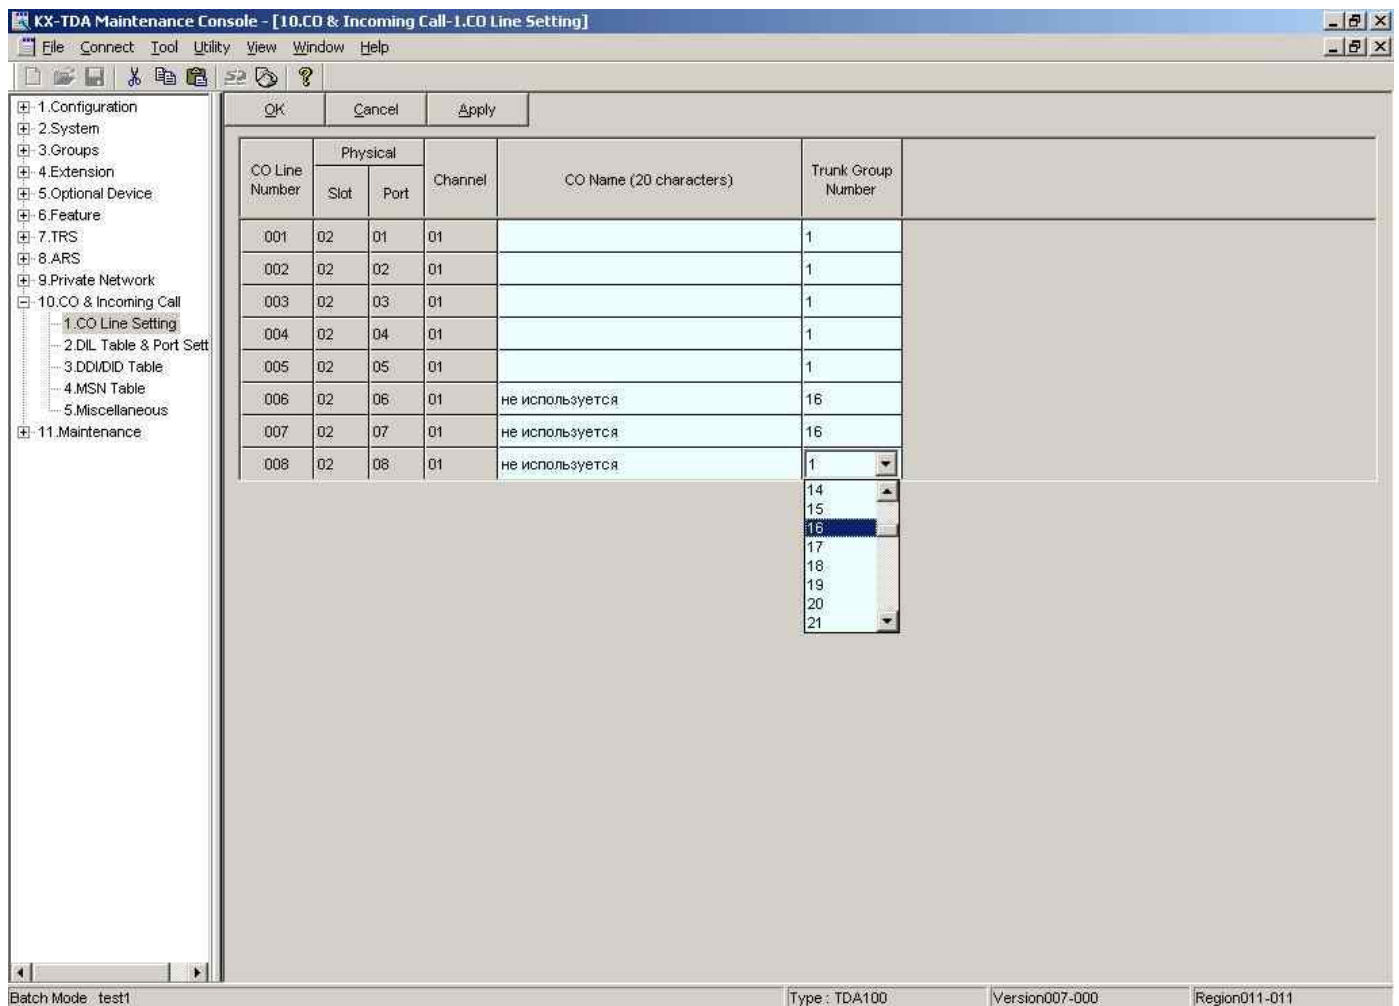 KX-TDA Maintenance Console - [10.CO & Incoming Call-1.CO Line Setting]
File Connect Tool Utility View Window Help
1.Configuration
2.System
3.Groups
4.Extension
5.Optional Device
6.Feature
7.TRS
8.ARS
9.Private Network
10.CO & Incoming Call
1.CO Line Setting
2.DIL Table & Port Sett
3.DDI/DID Table
4.MSN Table
5.Miscellaneous
11.Maintenance
OK Cancel Apply
CO Line Number
Physical
Slot Port
Channel
CO Name (20 characters)
Trunk Group Number
001 02 01 01 1
002 02 02 01 1
003 02 03 01 1
004 02 04 01 1
005 02 05 01 1
006 02 06 01 не используется 16
007 02 07 01 не используется 16
008 02 08 01 не используется 1
14
15
16
17
18
19
20
21
Batch Mode test1 Type : TDA100 Version007-000 Region011-011